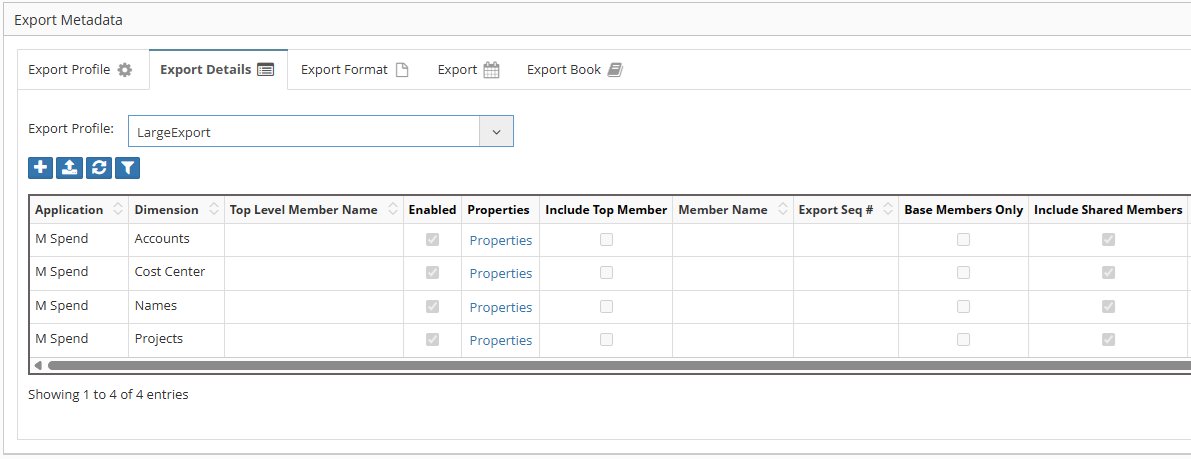 Export Metadata
Export Profile Export Details Export Format Export Export Book
Export Profile: LargeExport
Application Dimension Top Level Member Name Enabled Properties Include Top Member Member Name Export Seq # Base Members Only Include Shared Members
M Spend Accounts Properties
M Spend Cost Center Properties
M Spend Names Properties
M Spend Projects Properties
Showing 1 to 4 of 4 entries